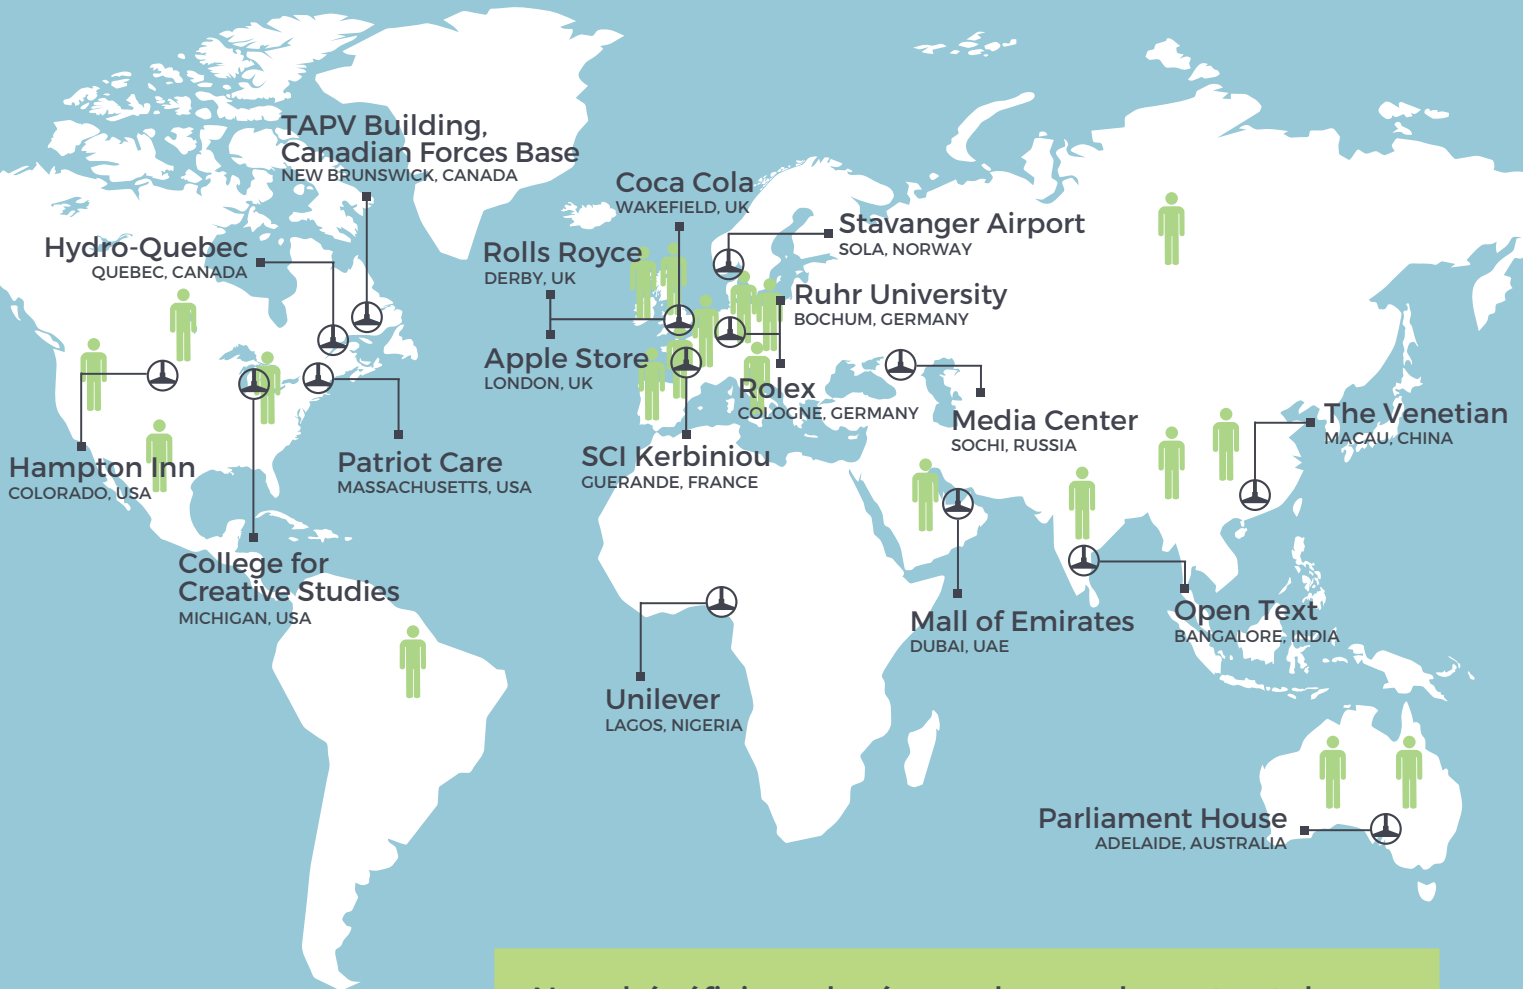 TAPV Building,
Canadian Forces Base
NEW BRUNSWICK, CANADA
Hydro-Quebec
QUEBEC, CANADA
Coca Cola
WAKEFIELD, UK
Rolls Royce
DERBY, UK
Stavanger Airport
SOLA, NORWAY
Ruhr University
BOCHUM, GERMANY
Apple Store
LONDON, UK
Rolex
COLOGNE, GERMANY
Media Center
SOCHI, RUSSIA
The Venetian
MACAU, CHINA
Hampton Inn
COLORADO, USA
Patriot Care
MASSACHUSETTS, USA
SCI Kerbiniou
GUERANDE, FRANCE
College for
Creative Studies
MICHIGAN, USA
Mall of Emirates
DUBAI, UAE
Open Text
BANGALORE, INDIA
Unilever
LAGOS, NIGERIA
Parliament House
ADELAIDE, AUSTRALIA